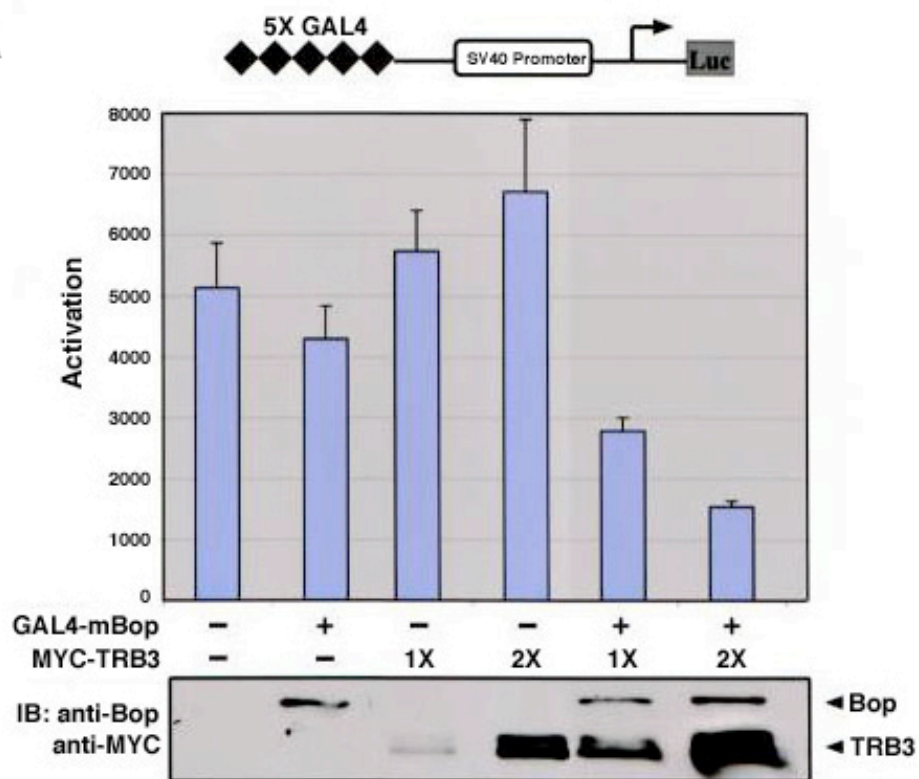 5X GAL4
SV40 Promoter
Luc
Activation
8000
7000
6000
5000
4000
3000
2000
1000
0
GAL4-mBop – + – – + +
MYC-TRB3 – – 1X 2X 1X 2X
IB: anti-Bop
anti-MYC
Bop
TRB3